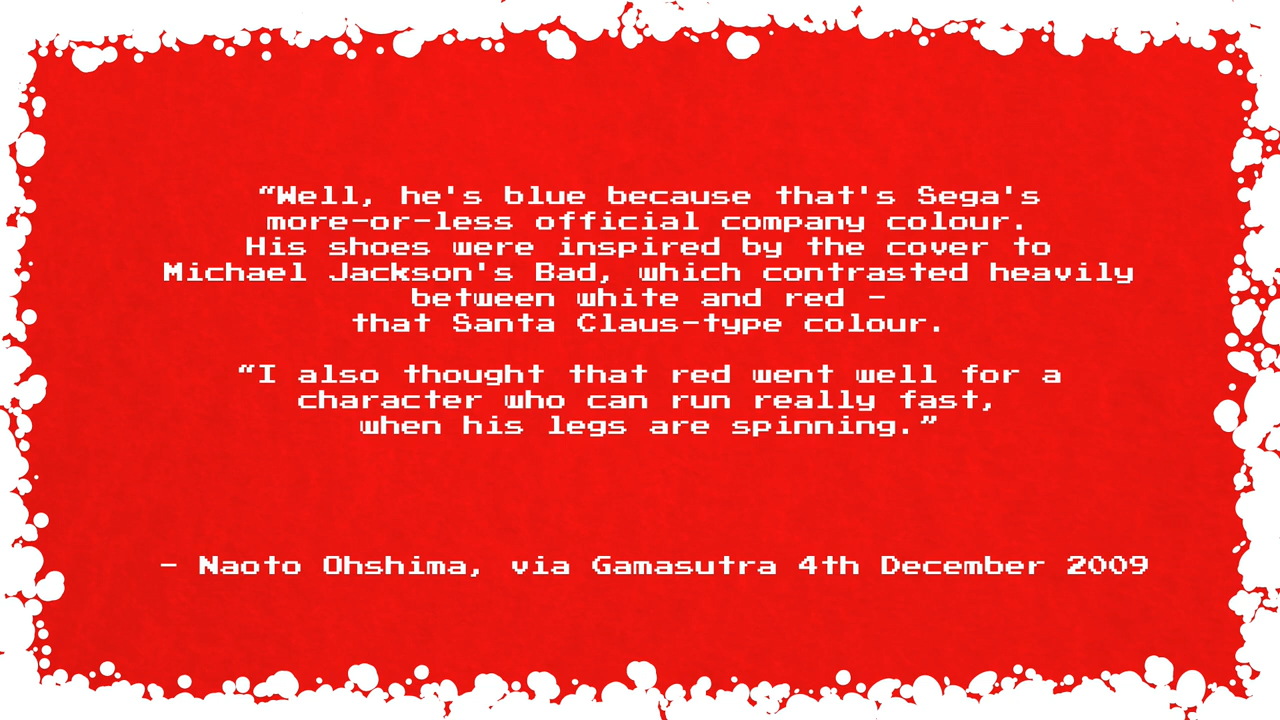 “Well, he's blue because that's Sega's
more-or-less official company colour.
His shoes were inspired by the cover to
Michael Jackson's Bad, which contrasted heavily
between white and red -
that Santa Claus-type colour.
“I also thought that red went well for a
character who can run really fast,
when his legs are spinning.”
- Naoto Ohshima, via Gamasutra 4th December 2009